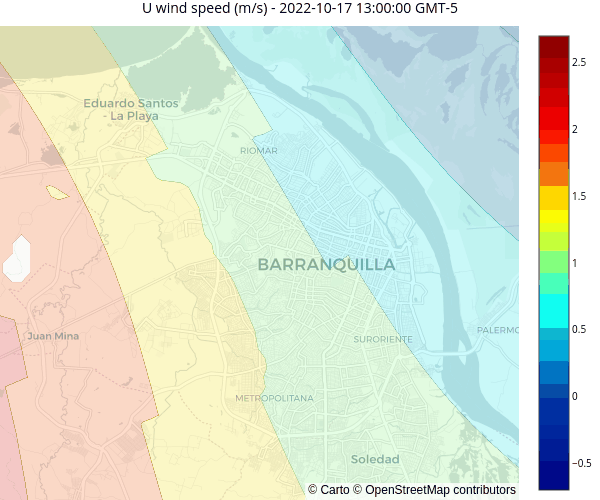 U wind speed (m/s) - 2022-10-17 13:00:00 GMT-5
2.5
Eduardo Santos
- La Playa
2
RIOMAR
1.5
BARRANQUILLA
1
Juan Mina
SURORIENTE
PALERMO
0.5
METROPOLITANA
0
Soledad
−0.5
© Carto © OpenStreetMap contributors